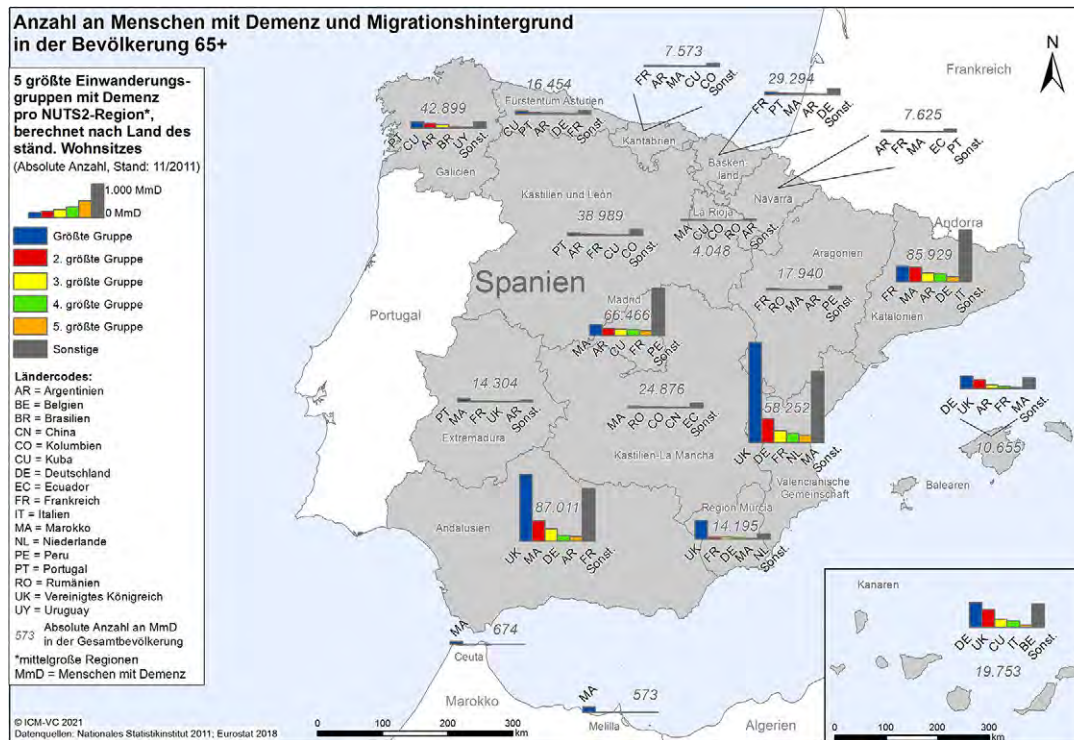 Anzahl an Menschen mit Demenz und Migrationshintergrund
in der Bevölkerung 65+
5 größte Einwanderungs-
gruppen mit Demenz
pro NUTS2-Region*,
berechnet nach Land des
ständ. Wohnsitzes
(Absolute Anzahl, Stand: 11/2011)
1.000 MmD
0 MmD
Größte Gruppe
2. größte Gruppe
3. größte Gruppe
4. größte Gruppe
5. größte Gruppe
Sonstige
Ländercodes:
AR = Argentinien
BE = Belgien
BR = Brasilien
CN = China
CO = Kolumbien
CU = Kuba
DE = Deutschland
EC = Ecuador
FR = Frankreich
IT = Italien
MA = Marokko
NL = Niederlande
PE = Peru
PT = Portugal
RO = Rumänien
UK = Vereinigtes Königreich
UY = Uruguay
573 Absolute Anzahl an MmD
in der Gesamtbevölkerung
*mittelgroße Regionen
MmD = Menschen mit Demenz
© ICM-VC 2021
Datenquellen: Nationales Statistikinstitut 2011; Eurostat 2018
N
Frankreich
7.573
FR AR MA CU CO Sonst.
Kantabrien
29.294
FR PT MA AR DE Sonst.
Basken-
land
7.625
AR FR MA EC PT Sonst.
Navarra
16.454
Fürstentum Asturien
CU PT AR DE FR Sonst.
42.899
PT CU AR BR UY Sonst.
Galicien
Kastilien und León
38.989
PT AR FR CU CO Sonst.
La Rioja
MA CU CO RO AR Sonst.
4.048
Andorra
85.929
FR MA AR DE IT Sonst.
Katalonien
Aragonien
17.940
FR RO MA AR PE Sonst.
Spanien
Portugal
Madrid
66.466
MA AR CU FR PE Sonst.
14.304
PT MA FR UK AR Sonst.
Extremadura
24.876
MA RO CO CN EC Sonst.
Kastilien-La Mancha
58.252
UK DE FR NL MA Sonst.
Valencianische
Gemeinschaft
DE UK AR FR MA Sonst.
10.655
Balearen
87.011
Andalusien
UK MA DE AR FR Sonst.
Region Murcia
14.195
UK FR DE MA NL Sonst.
Kanaren
DE UK CU IT BE Sonst.
19.753
0 100 200 300
km
MA 674
Ceuta
MA 573
Melilla
Marokko
Algerien
0 100 200 300
km